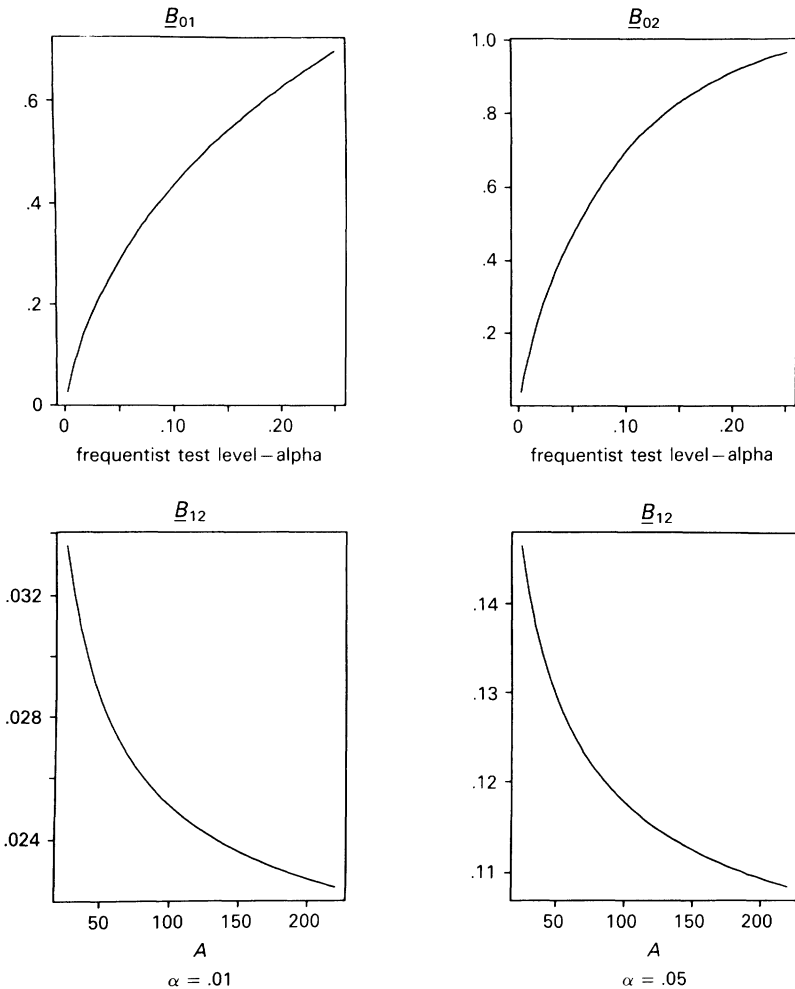 B01
.6
.4
.2
0
0 .10 .20
frequentist test level – alpha
B02
1.0
.8
.6
.4
.2
0 .10 .20
frequentist test level – alpha
B12
.032
.028
.024
50 100 150 200
A
α = .01
B12
.14
.13
.12
.11
50 100 150 200
A
α = .05